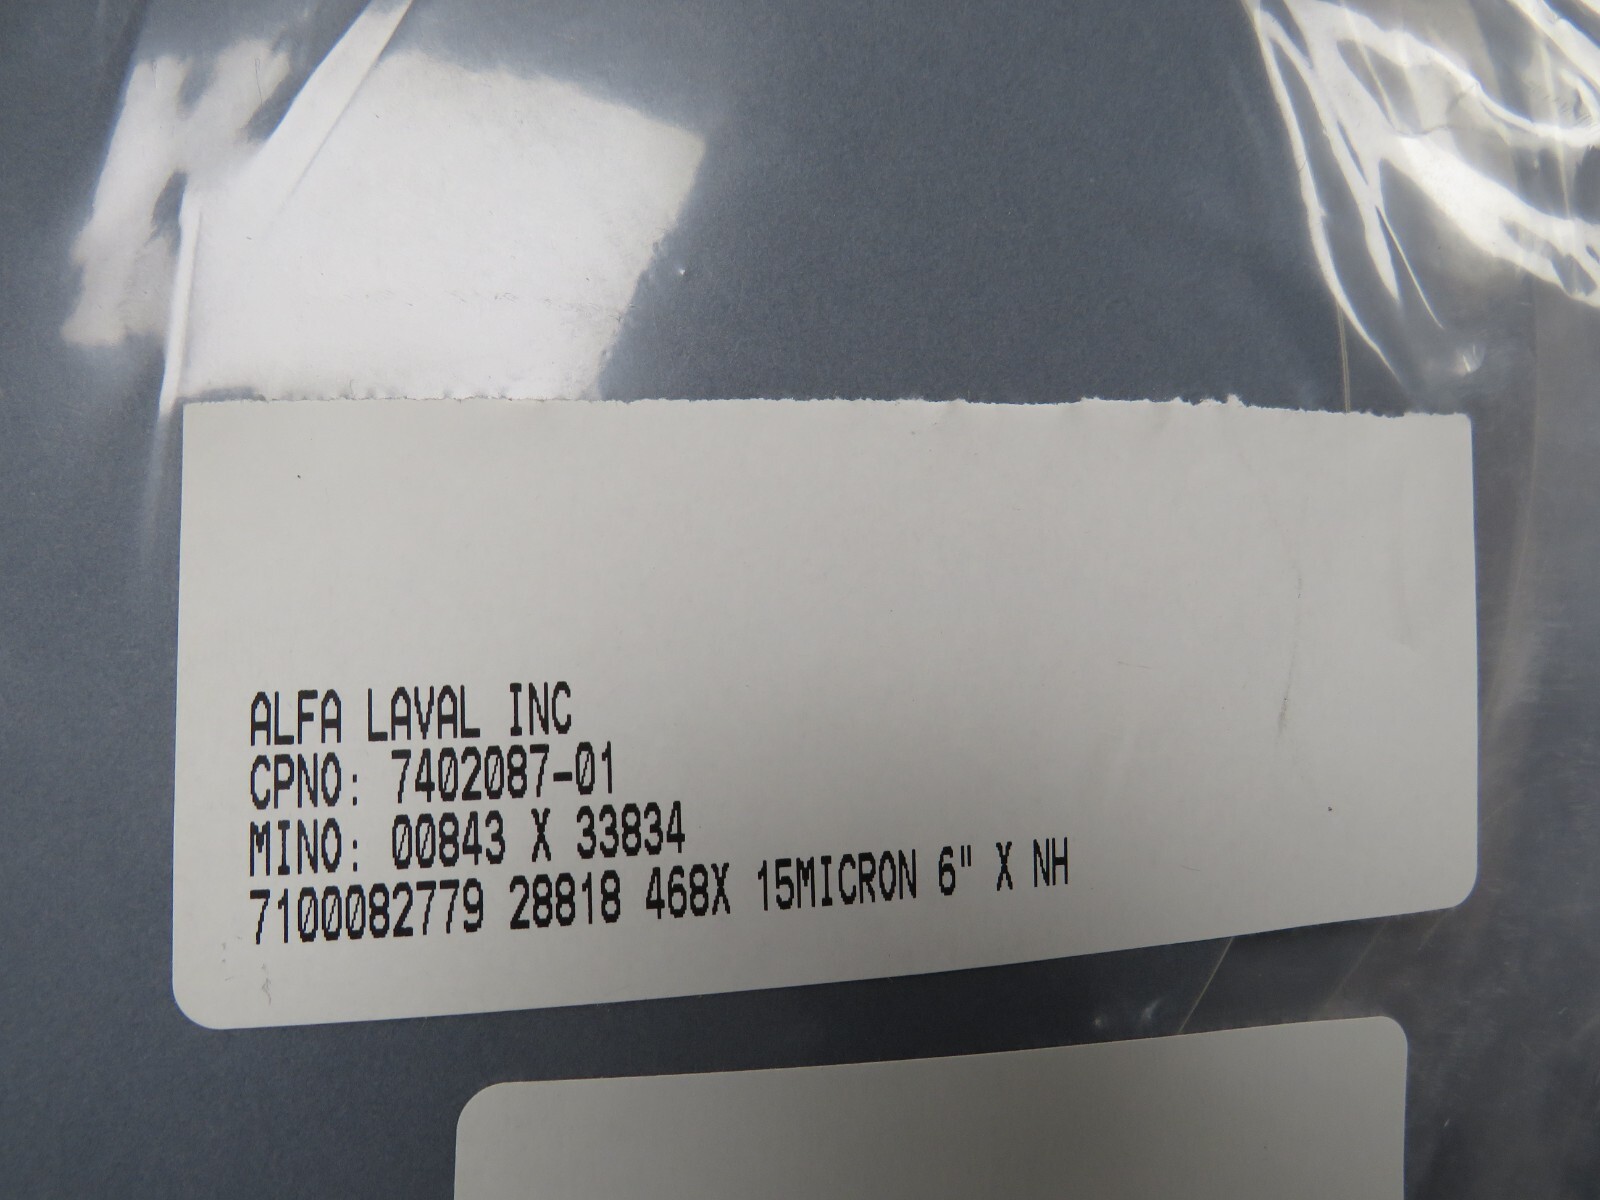 ALFA LAVAL INC
CPNO: 7402087-01
MINO: 00843 X 33834
7100082779 28818 468X 15MICRON 6" X NH